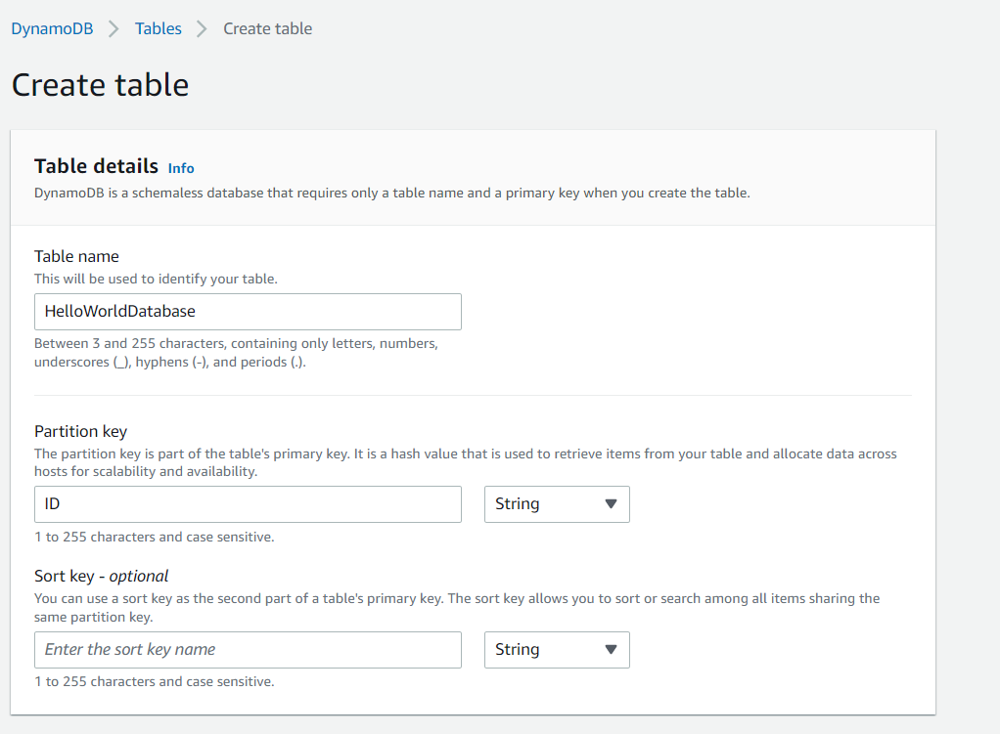 DynamoDB > Tables > Create table
Create table
Table details Info
DynamoDB is a schemaless database that requires only a table name and a primary key when you create the table.
Table name
This will be used to identify your table.
HelloWorldDatabase
Between 3 and 255 characters, containing only letters, numbers,
underscores (_), hyphens (-), and periods (.).
Partition key
The partition key is part of the table's primary key. It is a hash value that is used to retrieve items from your table and allocate data across
hosts for scalability and availability.
ID String
1 to 255 characters and case sensitive.
Sort key - optional
You can use a sort key as the second part of a table's primary key. The sort key allows you to sort or search among all items sharing the
same partition key.
Enter the sort key name String
1 to 255 characters and case sensitive.